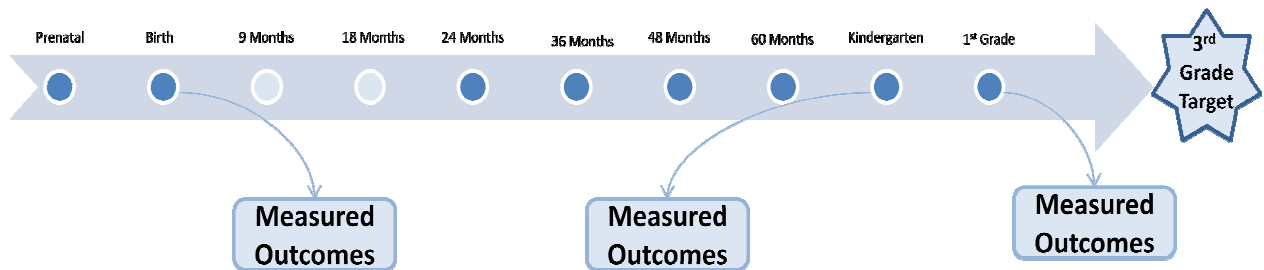 Prenatal
Birth
9 Months
18 Months
24 Months
36 Months
48 Months
60 Months
Kindergarten
1st Grade
3rd
Grade
Target
Measured
Outcomes
Measured
Outcomes
Measured
Outcomes